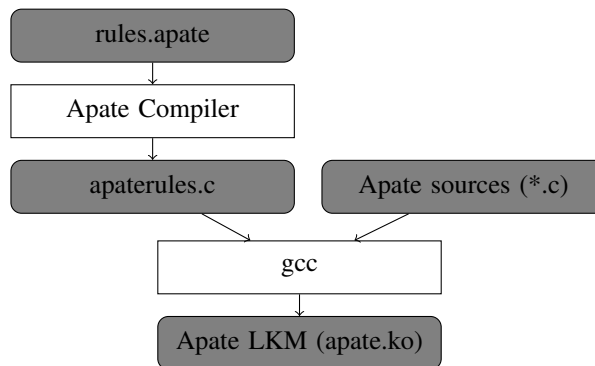 rules.apate
Apate Compiler
apaterules.c
Apate sources (*.c)
gcc
Apate LKM (apate.ko)